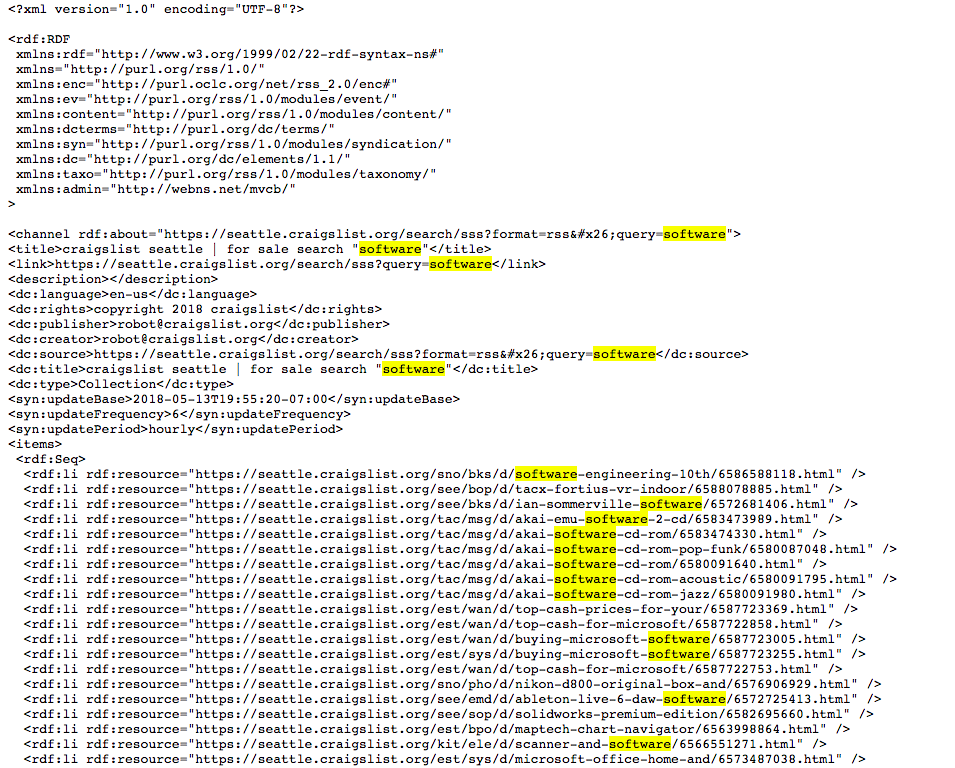 <?xml version="1.0" encoding="UTF-8"?>
<rdf:RDF
xmlns:rdf="http://www.w3.org/1999/02/22-rdf-syntax-ns#"
xmlns="http://purl.org/rss/1.0/"
xmlns:enc="http://purl.oclc.org/net/rss_2.0/enc#"
xmlns:ev="http://purl.org/rss/1.0/modules/event/"
xmlns:content="http://purl.org/rss/1.0/modules/content/"
xmlns:dcterms="http://purl.org/dc/terms/"
xmlns:syn="http://purl.org/rss/1.0/modules/syndication/"
xmlns:dc="http://purl.org/dc/elements/1.1/"
xmlns:taxo="http://purl.org/rss/1.0/modules/taxonomy/"
xmlns:admin="http://webns.net/mvcb/"
>
<channel rdf:about="https://seattle.craigslist.org/search/sss?format=rss&#x26;query=software">
<title>craigslist seattle | for sale search "software"</title>
<link>https://seattle.craigslist.org/search/sss?query=software</link>
<description></description>
<dc:language>en-us</dc:language>
<dc:rights>copyright 2018 craigslist</dc:rights>
<dc:publisher>robot@craigslist.org</dc:publisher>
<dc:creator>robot@craigslist.org</dc:creator>
<dc:source>https://seattle.craigslist.org/search/sss?format=rss&#x26;query=software</dc:source>
<dc:title>craigslist seattle | for sale search "software"</dc:title>
<dc:type>Collection</dc:type>
<syn:updateBase>2018-05-13T19:55:20-07:00</syn:updateBase>
<syn:updateFrequency>6</syn:updateFrequency>
<syn:updatePeriod>hourly</syn:updatePeriod>
<items>
<rdf:Seq>
<rdf:li rdf:resource="https://seattle.craigslist.org/sno/bks/d/software-engineering-10th/6586588118.html" />
<rdf:li rdf:resource="https://seattle.craigslist.org/see/bop/d/tacx-fortius-vr-indoor/6588078885.html" />
<rdf:li rdf:resource="https://seattle.craigslist.org/see/bks/d/ian-sommerville-software/6572681406.html" />
<rdf:li rdf:resource="https://seattle.craigslist.org/tac/msg/d/akai-emu-software-2-cd/6583473989.html" />
<rdf:li rdf:resource="https://seattle.craigslist.org/tac/msg/d/akai-software-cd-rom/6583474330.html" />
<rdf:li rdf:resource="https://seattle.craigslist.org/tac/msg/d/akai-software-cd-rom-pop-funk/6580087048.html" />
<rdf:li rdf:resource="https://seattle.craigslist.org/tac/msg/d/akai-software-cd-rom/6580091640.html" />
<rdf:li rdf:resource="https://seattle.craigslist.org/tac/msg/d/akai-software-cd-rom-acoustic/6580091795.html" />
<rdf:li rdf:resource="https://seattle.craigslist.org/tac/msg/d/akai-software-cd-rom-jazz/6580091980.html" />
<rdf:li rdf:resource="https://seattle.craigslist.org/est/wan/d/top-cash-prices-for-your/6587723369.html" />
<rdf:li rdf:resource="https://seattle.craigslist.org/est/wan/d/top-cash-for-microsoft/6587722858.html" />
<rdf:li rdf:resource="https://seattle.craigslist.org/est/wan/d/buying-microsoft-software/6587723005.html" />
<rdf:li rdf:resource="https://seattle.craigslist.org/est/sys/d/buying-microsoft-software/6587723255.html" />
<rdf:li rdf:resource="https://seattle.craigslist.org/est/wan/d/top-cash-for-microsoft/6587722753.html" />
<rdf:li rdf:resource="https://seattle.craigslist.org/sno/pho/d/nikon-d800-original-box-and/6576906929.html" />
<rdf:li rdf:resource="https://seattle.craigslist.org/see/emd/d/ableton-live-6-daw-software/6572725413.html" />
<rdf:li rdf:resource="https://seattle.craigslist.org/see/sop/d/solidworks-premium-edition/6582695660.html" />
<rdf:li rdf:resource="https://seattle.craigslist.org/est/bpo/d/maptech-chart-navigator/6563998864.html" />
<rdf:li rdf:resource="https://seattle.craigslist.org/kit/ele/d/scanner-and-software/6566551271.html" />
<rdf:li rdf:resource="https://seattle.craigslist.org/est/sys/d/microsoft-office-home-and/6573487038.html" />